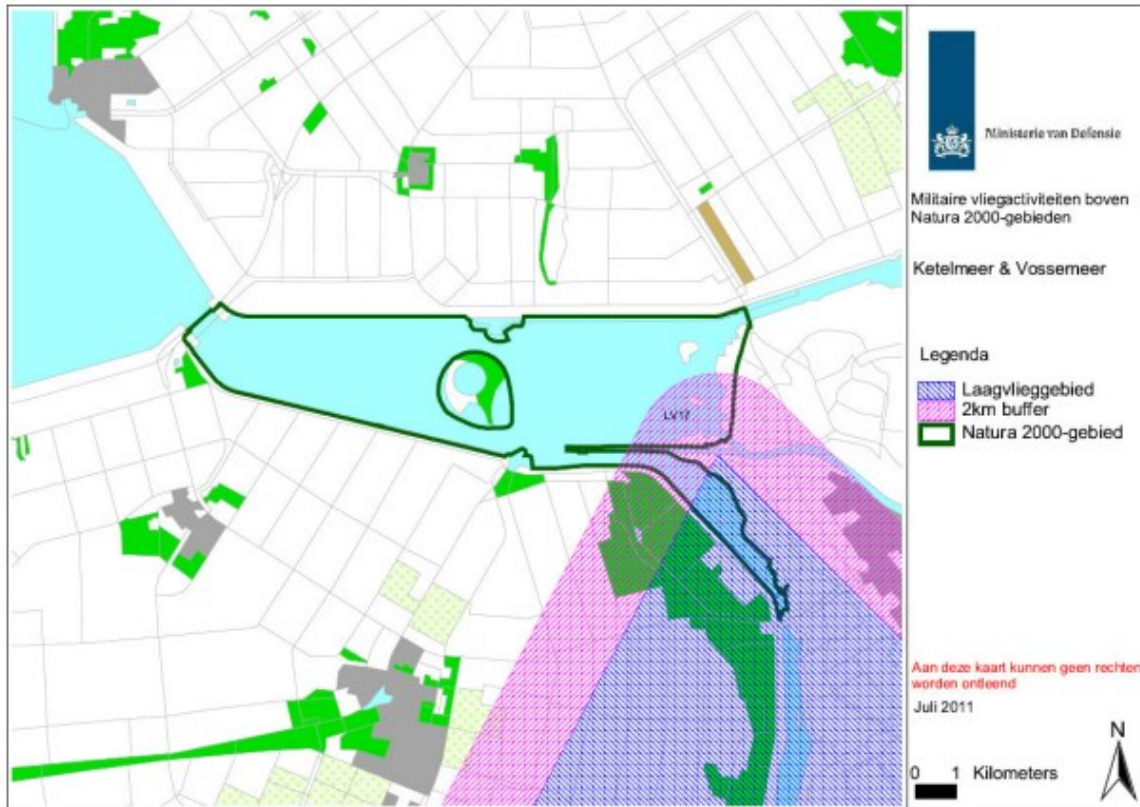 Ministerie van Defensie
Militaire vliegactiviteiten boven
Natura 2000-gebieden
Ketelmeer & Vossemeer
Legenda
Laagvlieggebied
2km buffer
Natura 2000-gebied
LV17
Aan deze kaart kunnen geen rechten
worden ontleend
Juli 2011
N
0 1 Kilometers